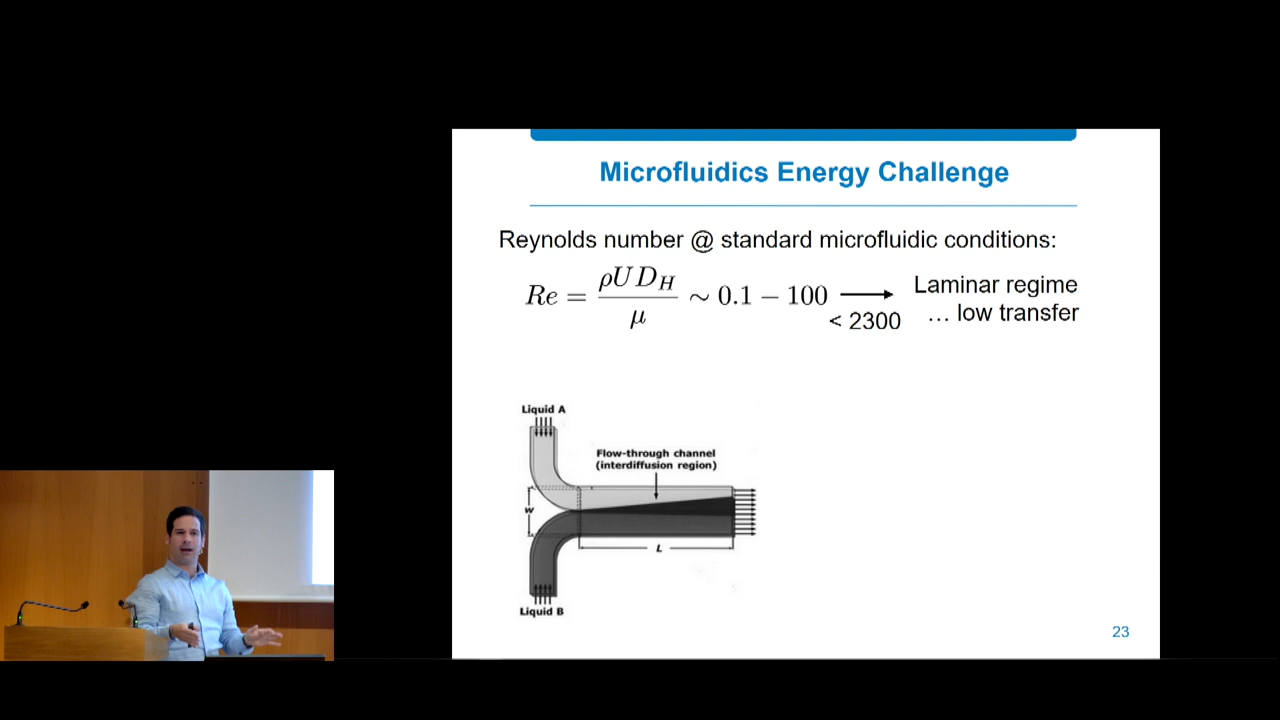 Microfluidics Energy Challenge
Reynolds number @ standard microfluidic conditions:
Re = ρUD_H / μ ∼ 0.1 − 100
< 2300
Laminar regime
… low transfer
Liquid A
Flow-through channel
(interdiffusion region)
w
L
Liquid B
23